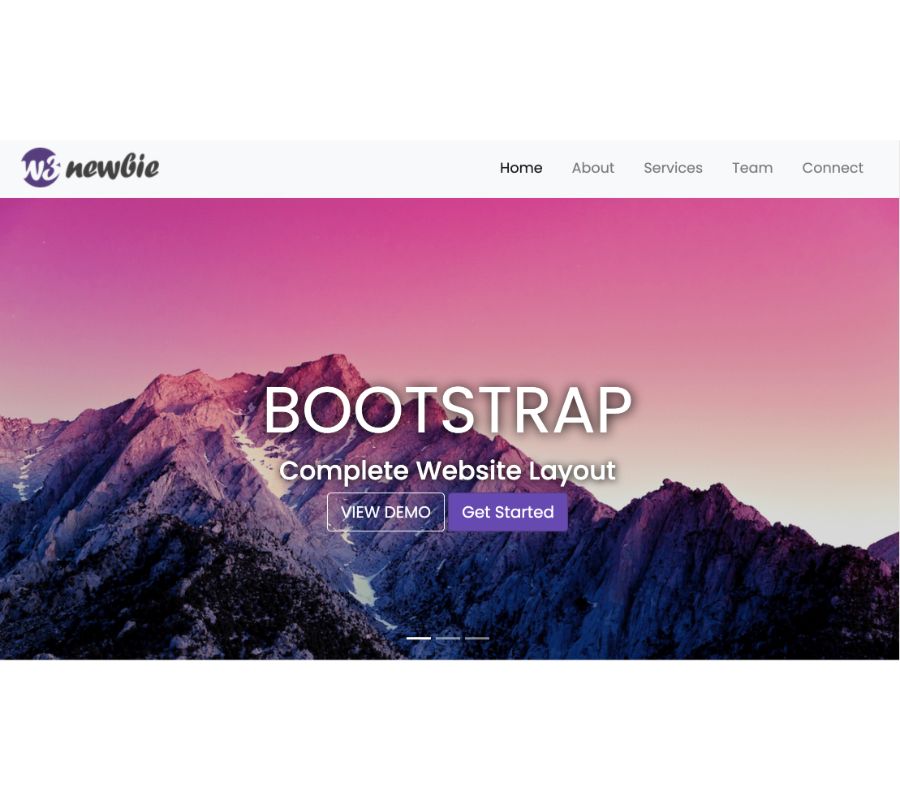 w3 newbie
Home About Services Team Connect
BOOTSTRAP
Complete Website Layout
VIEW DEMO Get Started